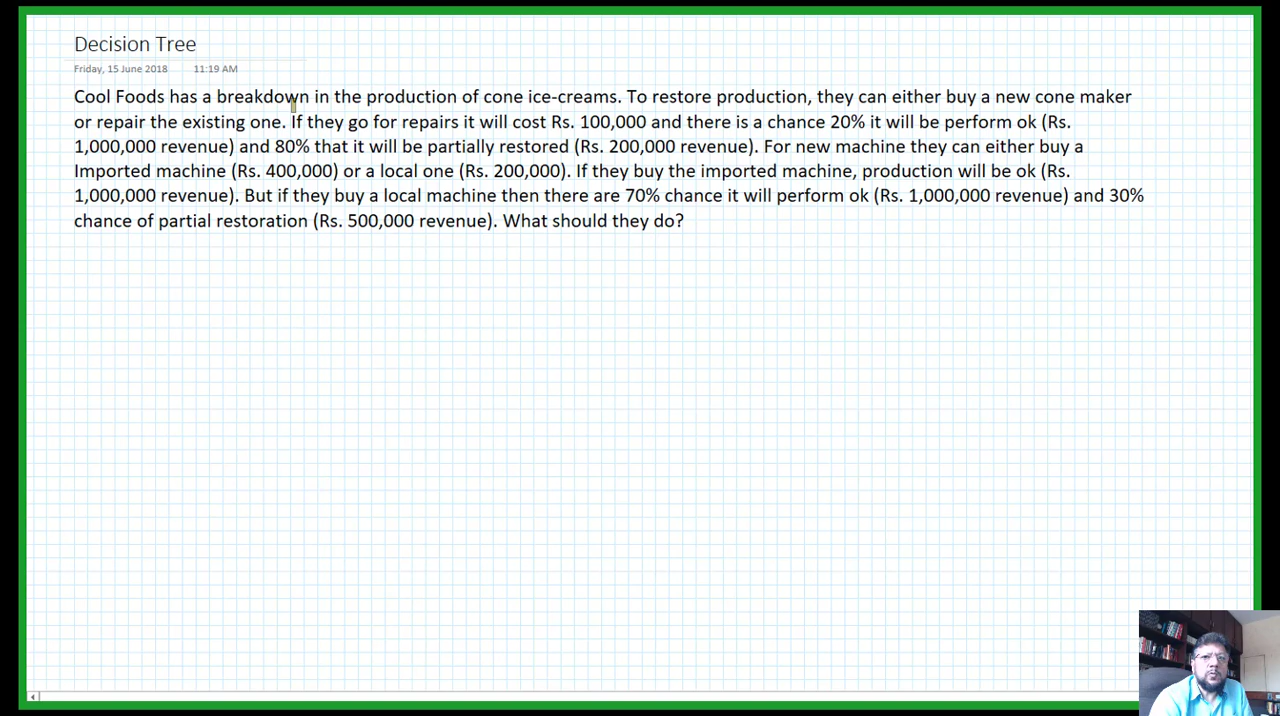 Decision Tree
Friday, 15 June 2018 11:19 AM
Cool Foods has a breakdown in the production of cone ice-creams. To restore production, they can either buy a new cone maker
or repair the existing one. If they go for repairs it will cost Rs. 100,000 and there is a chance 20% it will be perform ok (Rs.
1,000,000 revenue) and 80% that it will be partially restored (Rs. 200,000 revenue). For new machine they can either buy a
Imported machine (Rs. 400,000) or a local one (Rs. 200,000). If they buy the imported machine, production will be ok (Rs.
1,000,000 revenue). But if they buy a local machine then there are 70% chance it will perform ok (Rs. 1,000,000 revenue) and 30%
chance of partial restoration (Rs. 500,000 revenue). What should they do?